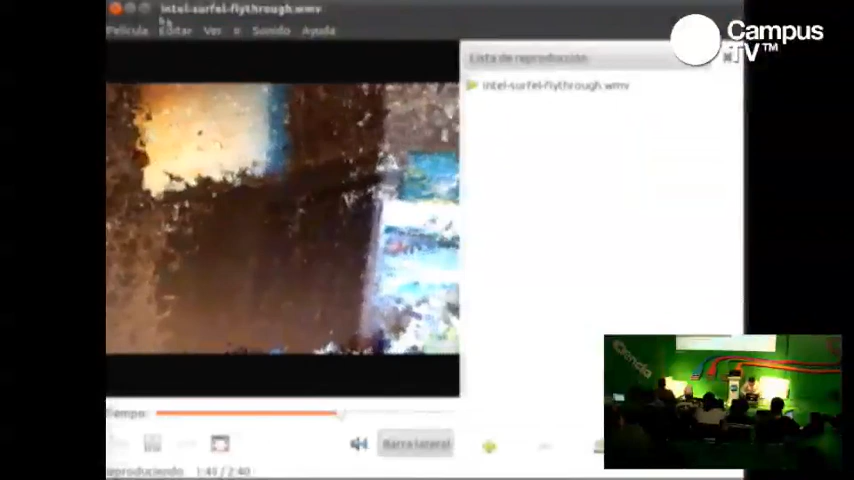 intel-surfel-flythrough.wmv
Película Editar Ver Ir Sonido Ayuda
Campus
TV™
Lista de reproducción
intel-surfel-flythrough.wmv
Tiempo:
Barra lateral
Reproduciendo 1:41 / 2:40